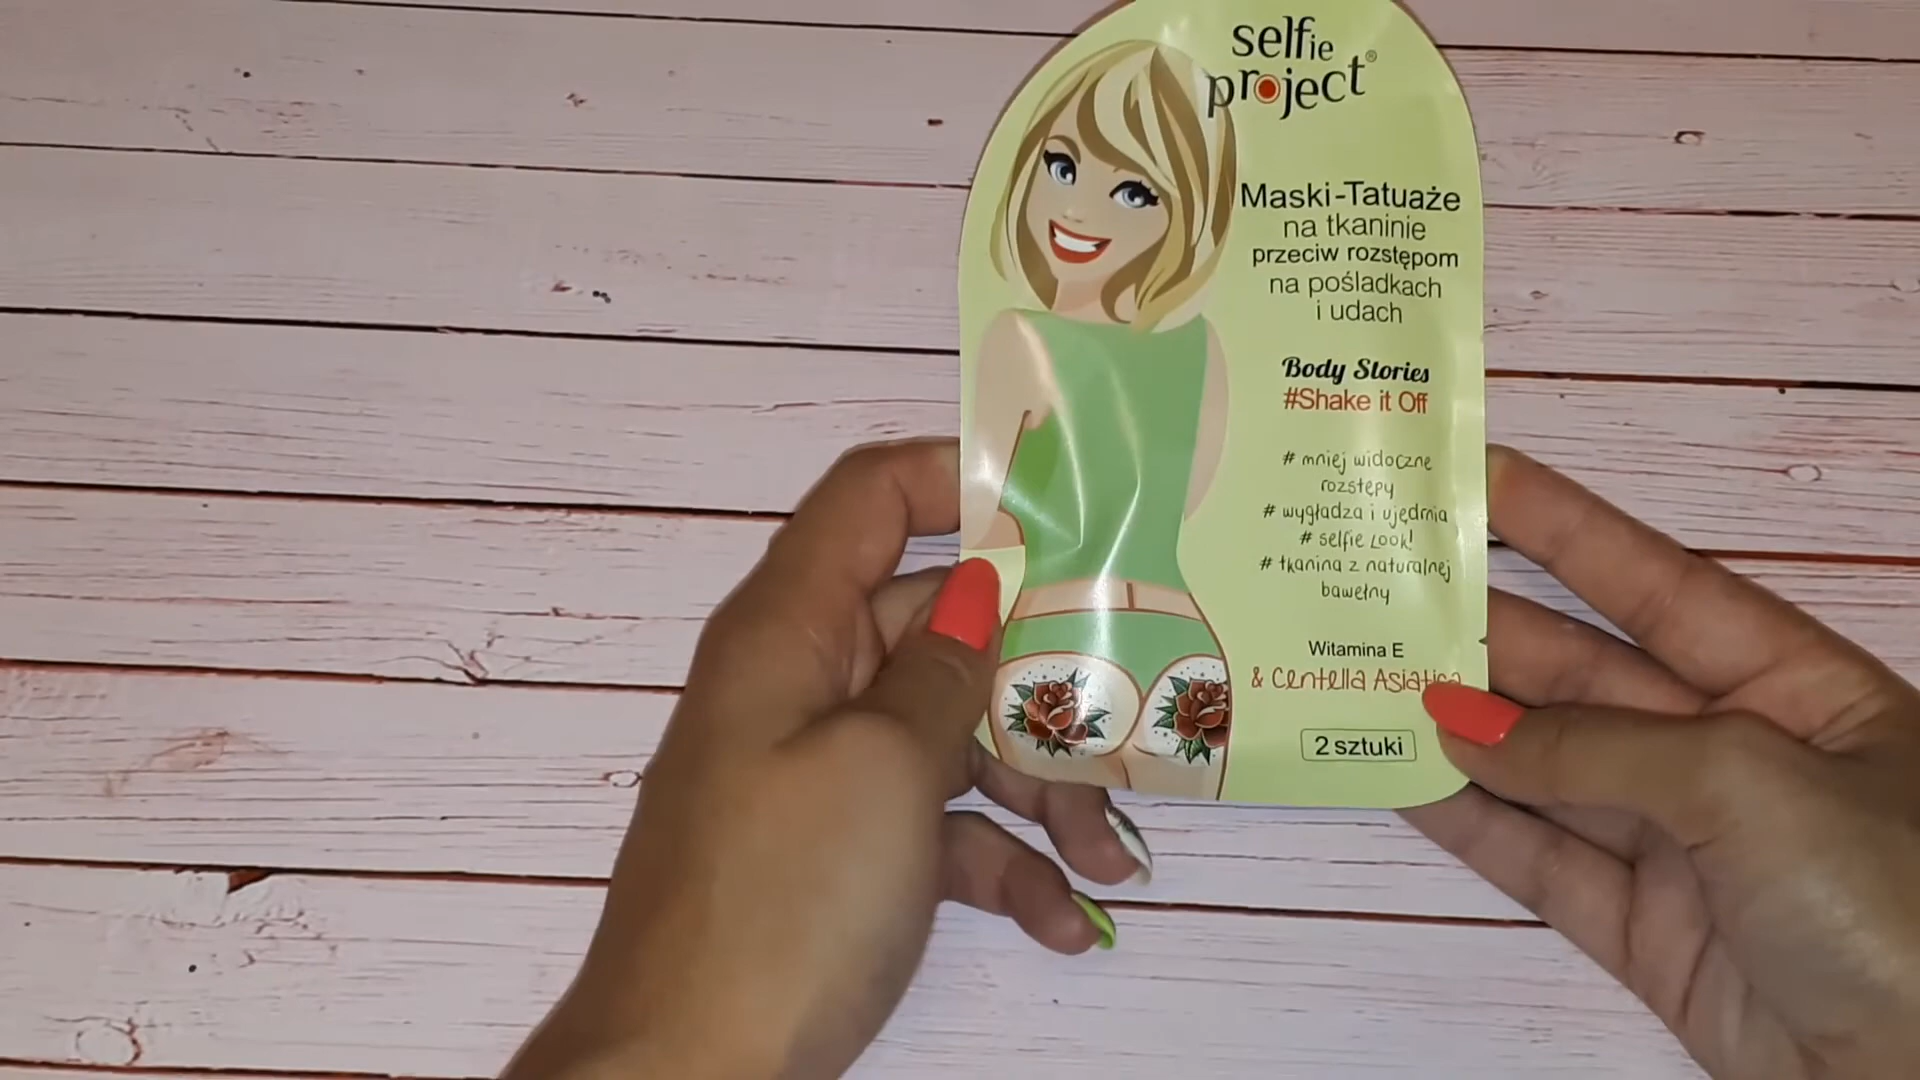 selfie
project®
Maski-Tatuaże
na tkaninie
przeciw rozstępom
na pośladkach
i udach
Body Stories
#Shake it Off
# mniej widoczne
rozstępy
# wygładza i ujędrnia
# selfie LOOK!
# tkanina z naturalnej
bawełny
Witamina E
& Centella Asiatica
2 sztuki